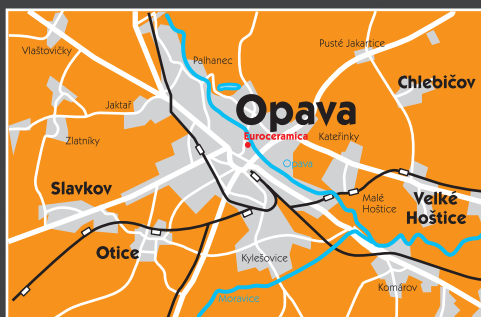 Vlaštovičky
Pusté Jakartice
Palhanec
Chlebičov
Jaktař
Opava
Euroceramica
Kateřinky
Zlatníky
Opava
Slavkov
Malé
Hoštice
Velké
Hoštice
Otice
Kylešovice
Komárov
Moravice